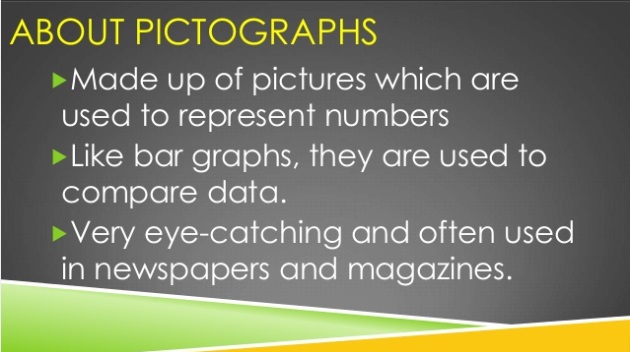 ABOUT PICTOGRAPHS
Made up of pictures which are
used to represent numbers
Like bar graphs, they are used to
compare data.
Very eye-catching and often used
in newspapers and magazines.